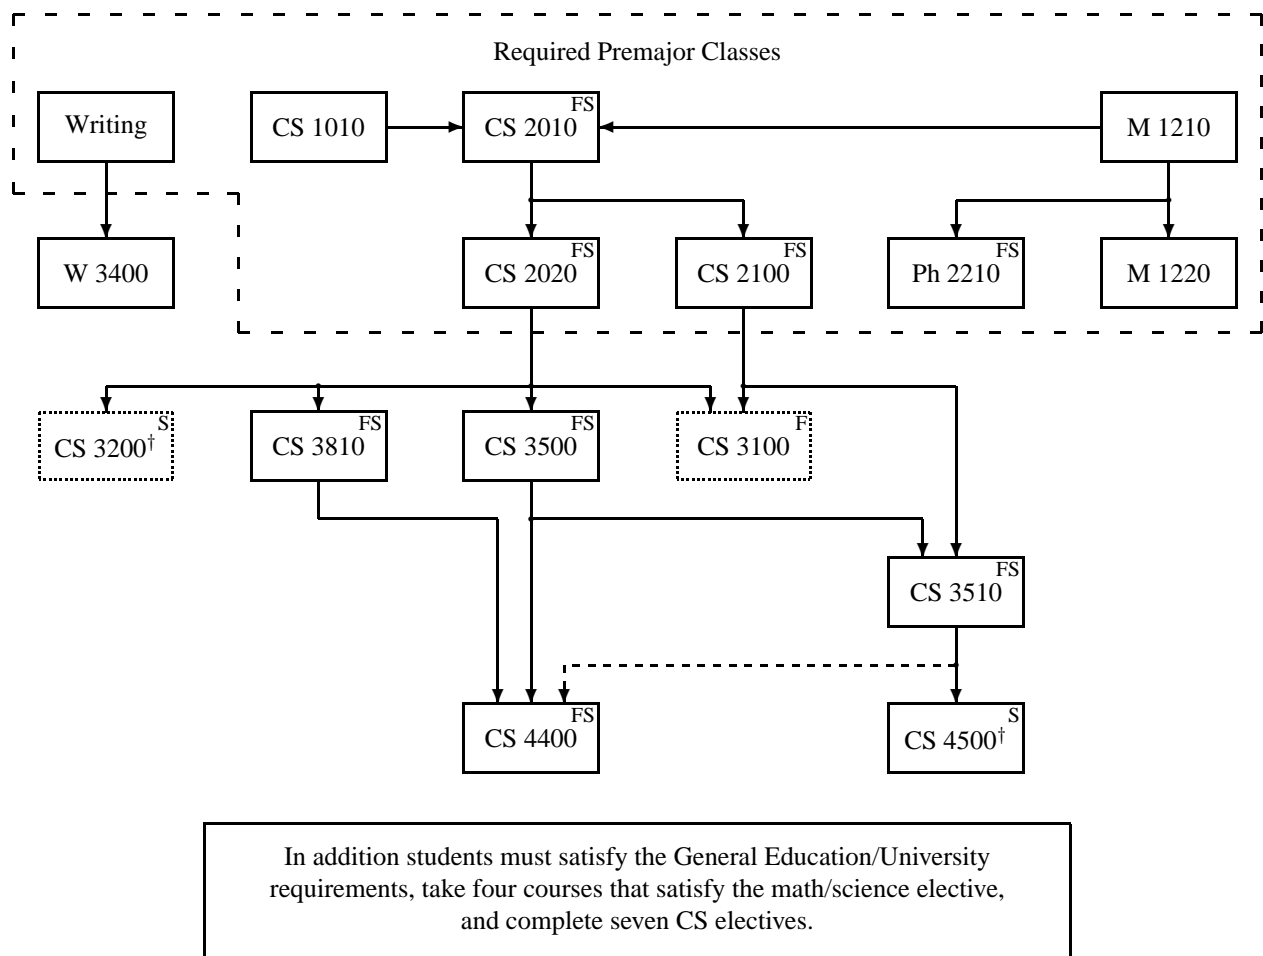 Required Premajor Classes
Writing
CS 1010
FS
CS 2010
M 1210
W 3400
FS
CS 2020
FS
CS 2100
FS
Ph 2210
M 1220
S
CS 3200†
FS
CS 3810
FS
CS 3500
F
CS 3100
FS
CS 3510
FS
CS 4400
S
CS 4500†
In addition students must satisfy the General Education/University
requirements, take four courses that satisfy the math/science elective,
and complete seven CS electives.